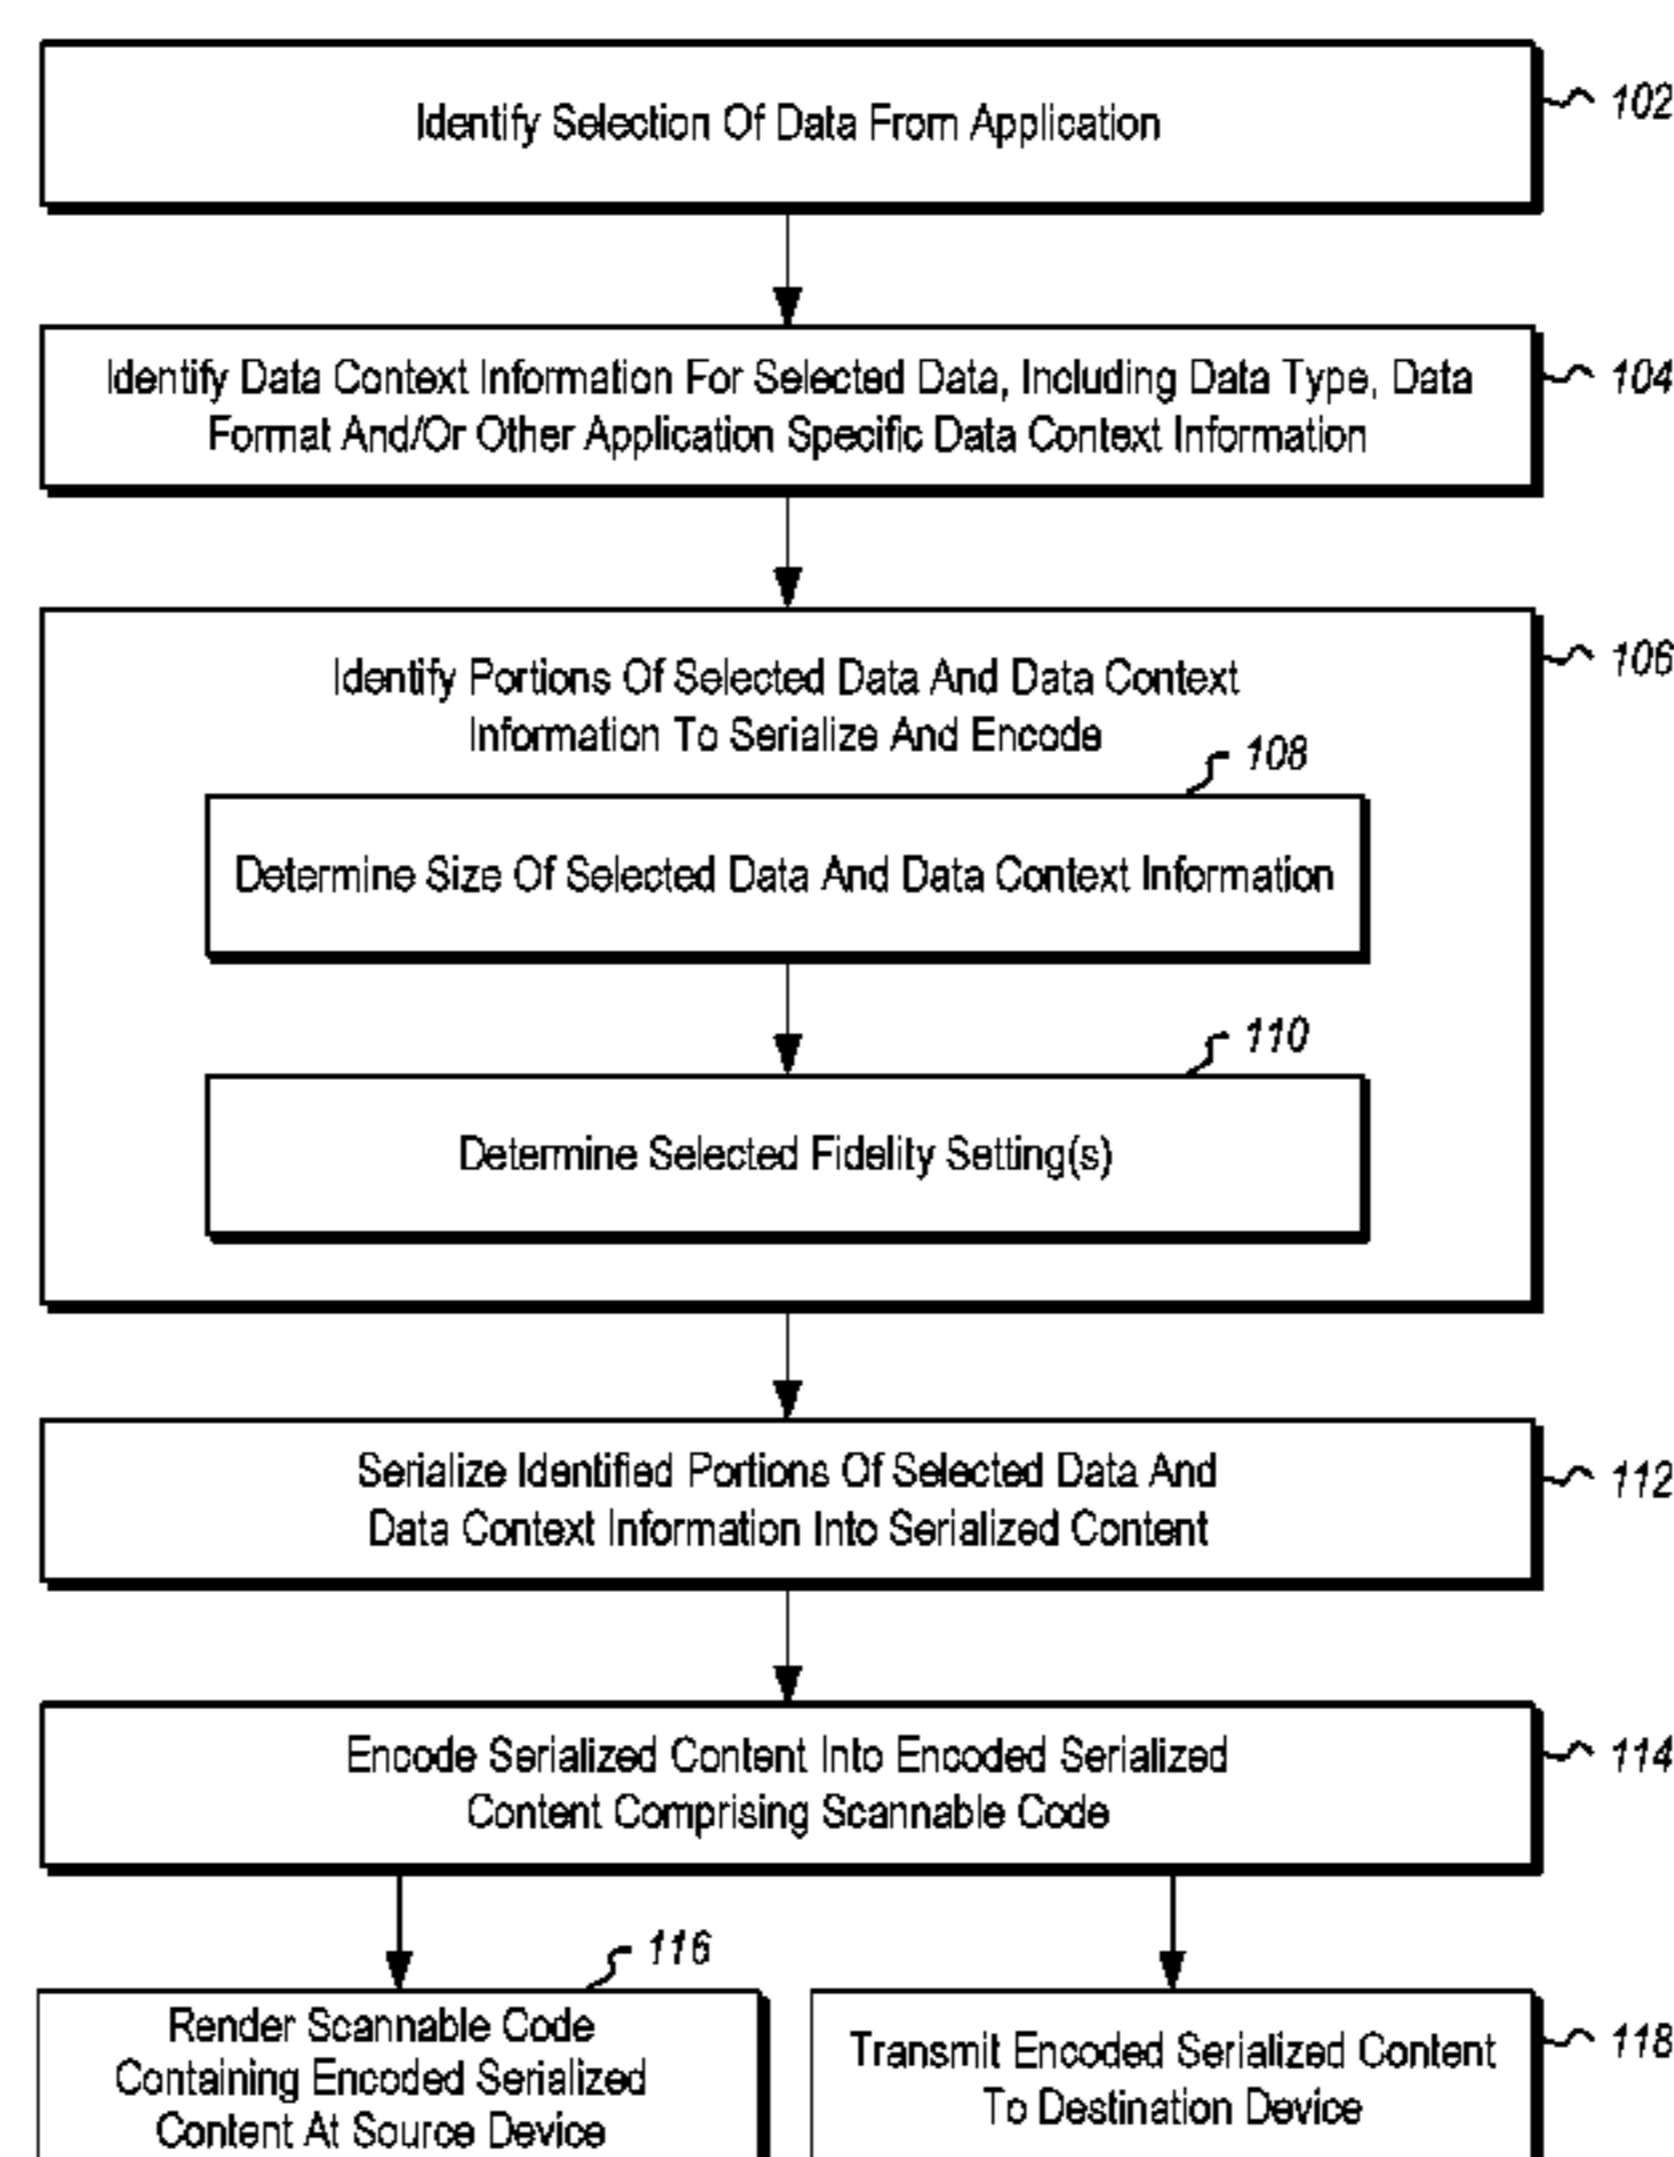 Identify Selection Of Data From Application
102
Identify Data Context Information For Selected Data, Including Data Type, Data
Format And/Or Other Application Specific Data Context Information
104
Identify Portions Of Selected Data And Data Context
Information To Serialize And Encode
106
108
Determine Size Of Selected Data And Data Context Information
110
Determine Selected Fidelity Setting(s)
Serialize Identified Portions Of Selected Data And
Data Context Information Into Serialized Content
112
Encode Serialized Content Into Encoded Serialized
Content Comprising Scannable Code
114
116
Render Scannable Code
Containing Encoded Serialized
Content At Source Device
Transmit Encoded Serialized Content
To Destination Device
118